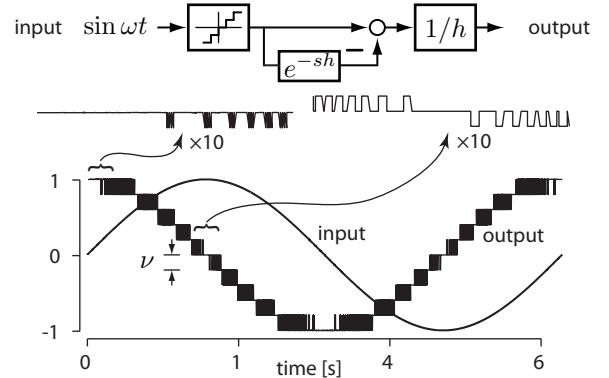 input sin ωt 1/h output
e^{-sh}
×10 ×10
1
input output
0
ν
-1
0 1 4 6
time [s]